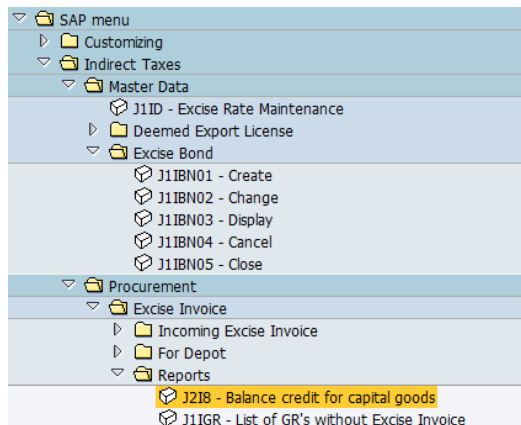 SAP menu
Customizing
Indirect Taxes
Master Data
J1ID - Excise Rate Maintenance
Deemed Export License
Excise Bond
J1IBN01 - Create
J1IBN02 - Change
J1IBN03 - Display
J1IBN04 - Cancel
J1IBN05 - Close
Procurement
Excise Invoice
Incoming Excise Invoice
For Depot
Reports
J2I8 - Balance credit for capital goods
J1IGR - List of GR's without Excise Invoice